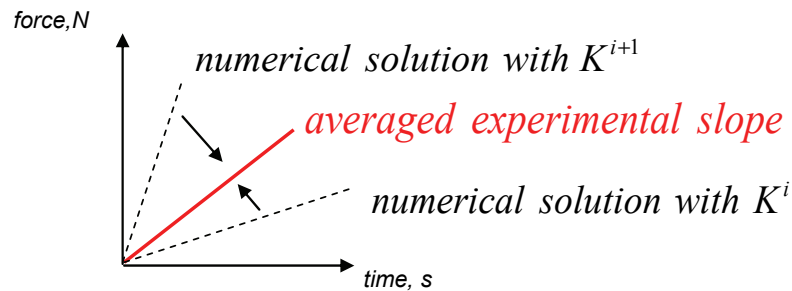 force,N
numerical solution with K^{i+1}
averaged experimental slope
numerical solution with K^{i}
time, s